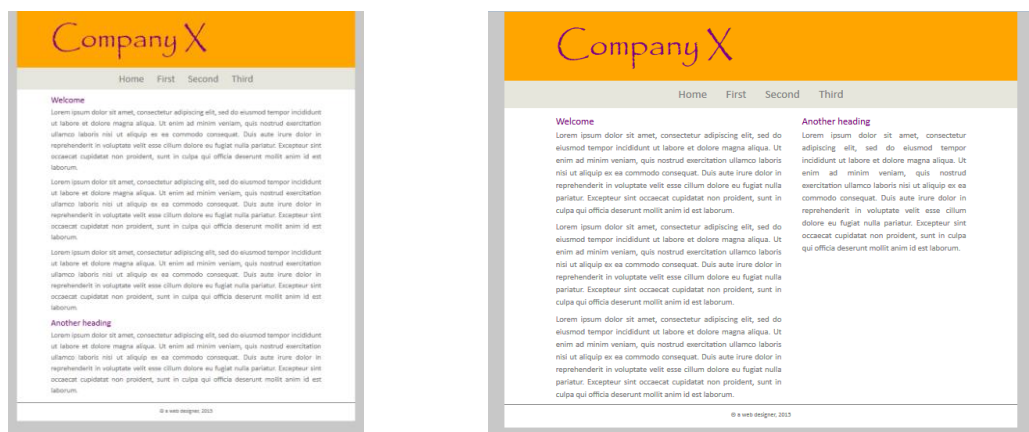 Company X
Home First Second Third
Welcome
Lorem ipsum dolor sit amet, consectetur adipiscing elit, sed do eiusmod tempor incididunt
ut labore et dolore magna aliqua. Ut enim ad minim veniam, quis nostrud exercitation
ullamco laboris nisi ut aliquip ex ea commodo consequat. Duis aute irure dolor in
reprehenderit in voluptate velit esse cillum dolore eu fugiat nulla pariatur. Excepteur sint
occaecat cupidatat non proident, sunt in culpa qui officia deserunt mollit anim id est
laborum.
Lorem ipsum dolor sit amet, consectetur adipiscing elit, sed do eiusmod tempor incididunt
ut labore et dolore magna aliqua. Ut enim ad minim veniam, quis nostrud exercitation
ullamco laboris nisi ut aliquip ex ea commodo consequat. Duis aute irure dolor in
reprehenderit in voluptate velit esse cillum dolore eu fugiat nulla pariatur. Excepteur sint
occaecat cupidatat non proident, sunt in culpa qui officia deserunt mollit anim id est
laborum.
Lorem ipsum dolor sit amet, consectetur adipiscing elit, sed do eiusmod tempor incididunt
ut labore et dolore magna aliqua. Ut enim ad minim veniam, quis nostrud exercitation
ullamco laboris nisi ut aliquip ex ea commodo consequat. Duis aute irure dolor in
reprehenderit in voluptate velit esse cillum dolore eu fugiat nulla pariatur. Excepteur sint
occaecat cupidatat non proident, sunt in culpa qui officia deserunt mollit anim id est
laborum.
Another heading
Lorem ipsum dolor sit amet, consectetur adipiscing elit, sed do eiusmod tempor incididunt
ut labore et dolore magna aliqua. Ut enim ad minim veniam, quis nostrud exercitation
ullamco laboris nisi ut aliquip ex ea commodo consequat. Duis aute irure dolor in
reprehenderit in voluptate velit esse cillum dolore eu fugiat nulla pariatur. Excepteur sint
occaecat cupidatat non proident, sunt in culpa qui officia deserunt mollit anim id est
laborum.
© a web designer, 2015
Company X
Home First Second Third
Welcome
Lorem ipsum dolor sit amet, consectetur adipiscing elit, sed do
eiusmod tempor incididunt ut labore et dolore magna aliqua. Ut
enim ad minim veniam, quis nostrud exercitation ullamco laboris
nisi ut aliquip ex ea commodo consequat. Duis aute irure dolor in
reprehenderit in voluptate velit esse cillum dolore eu fugiat nulla
pariatur. Excepteur sint occaecat cupidatat non proident, sunt in
culpa qui officia deserunt mollit anim id est laborum.
Lorem ipsum dolor sit amet, consectetur adipiscing elit, sed do
eiusmod tempor incididunt ut labore et dolore magna aliqua. Ut
enim ad minim veniam, quis nostrud exercitation ullamco laboris
nisi ut aliquip ex ea commodo consequat. Duis aute irure dolor in
reprehenderit in voluptate velit esse cillum dolore eu fugiat nulla
pariatur. Excepteur sint occaecat cupidatat non proident, sunt in
culpa qui officia deserunt mollit anim id est laborum.
Lorem ipsum dolor sit amet, consectetur adipiscing elit, sed do
eiusmod tempor incididunt ut labore et dolore magna aliqua. Ut
enim ad minim veniam, quis nostrud exercitation ullamco laboris
nisi ut aliquip ex ea commodo consequat. Duis aute irure dolor in
reprehenderit in voluptate velit esse cillum dolore eu fugiat nulla
pariatur. Excepteur sint occaecat cupidatat non proident, sunt in
culpa qui officia deserunt mollit anim id est laborum.
Another heading
Lorem ipsum dolor sit amet, consectetur
adipiscing elit, sed do eiusmod tempor
incididunt ut labore et dolore magna aliqua. Ut
enim ad minim veniam, quis nostrud
exercitation ullamco laboris nisi ut aliquip ex ea
commodo consequat. Duis aute irure dolor in
reprehenderit in voluptate velit esse cillum
dolore eu fugiat nulla pariatur. Excepteur sint
occaecat cupidatat non proident, sunt in culpa
qui officia deserunt mollit anim id est laborum.
© a web designer, 2015